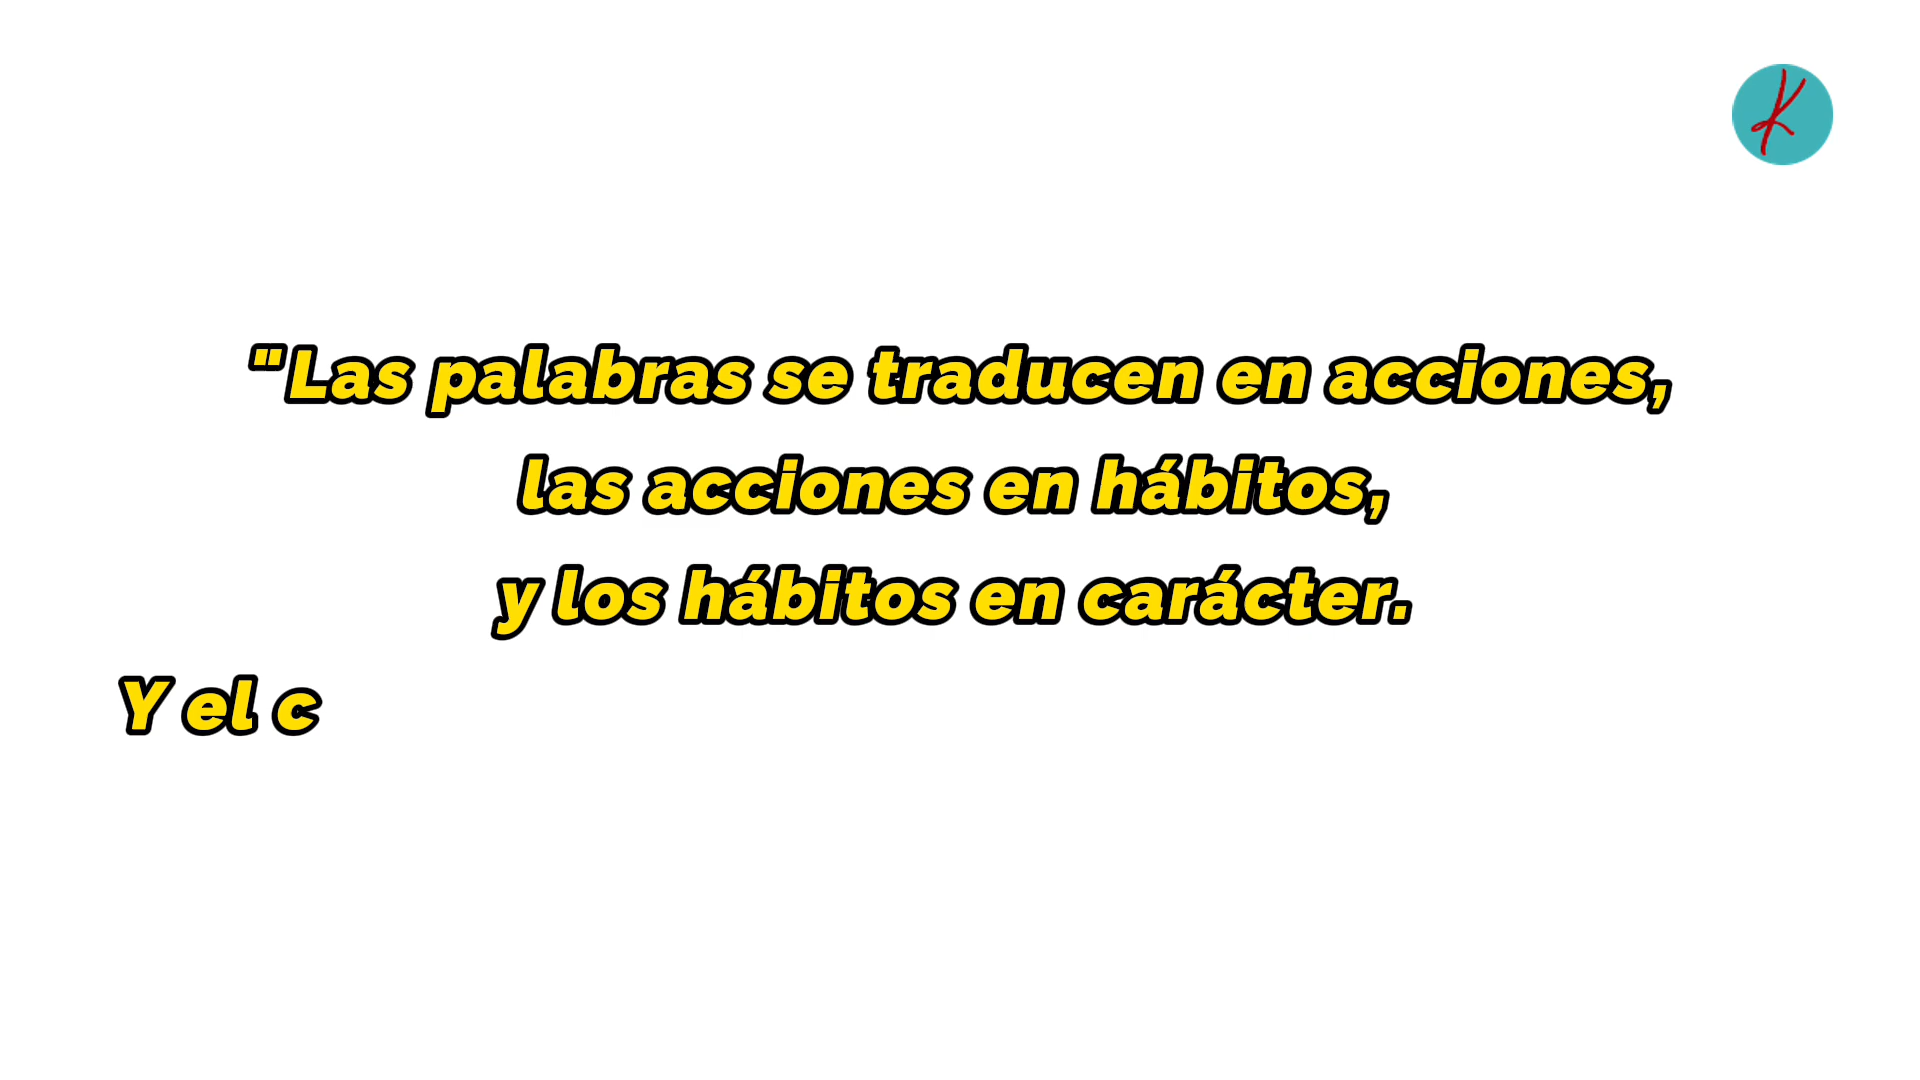 K
"Las palabras se traducen en acciones,
las acciones en hábitos,
y los hábitos en carácter.
Y el c